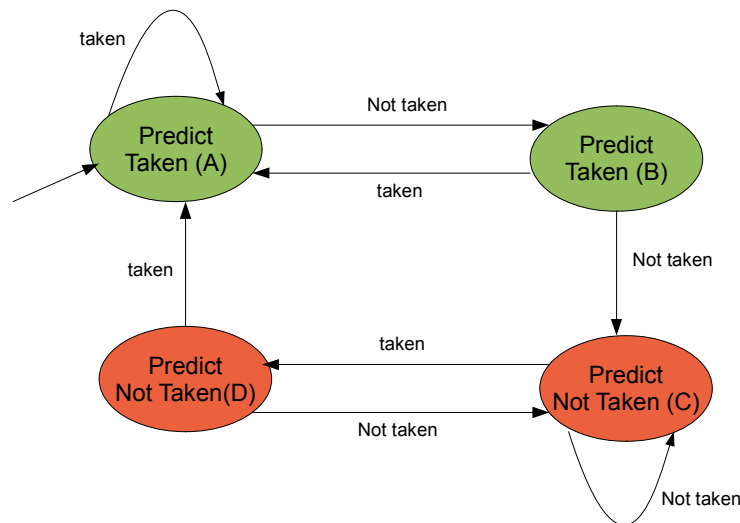 taken
Not taken
Predict
Taken (A)
Predict
Taken (B)
taken
taken
Not taken
Predict
Not Taken(D)
taken
Predict
Not Taken (C)
Not taken
Not taken